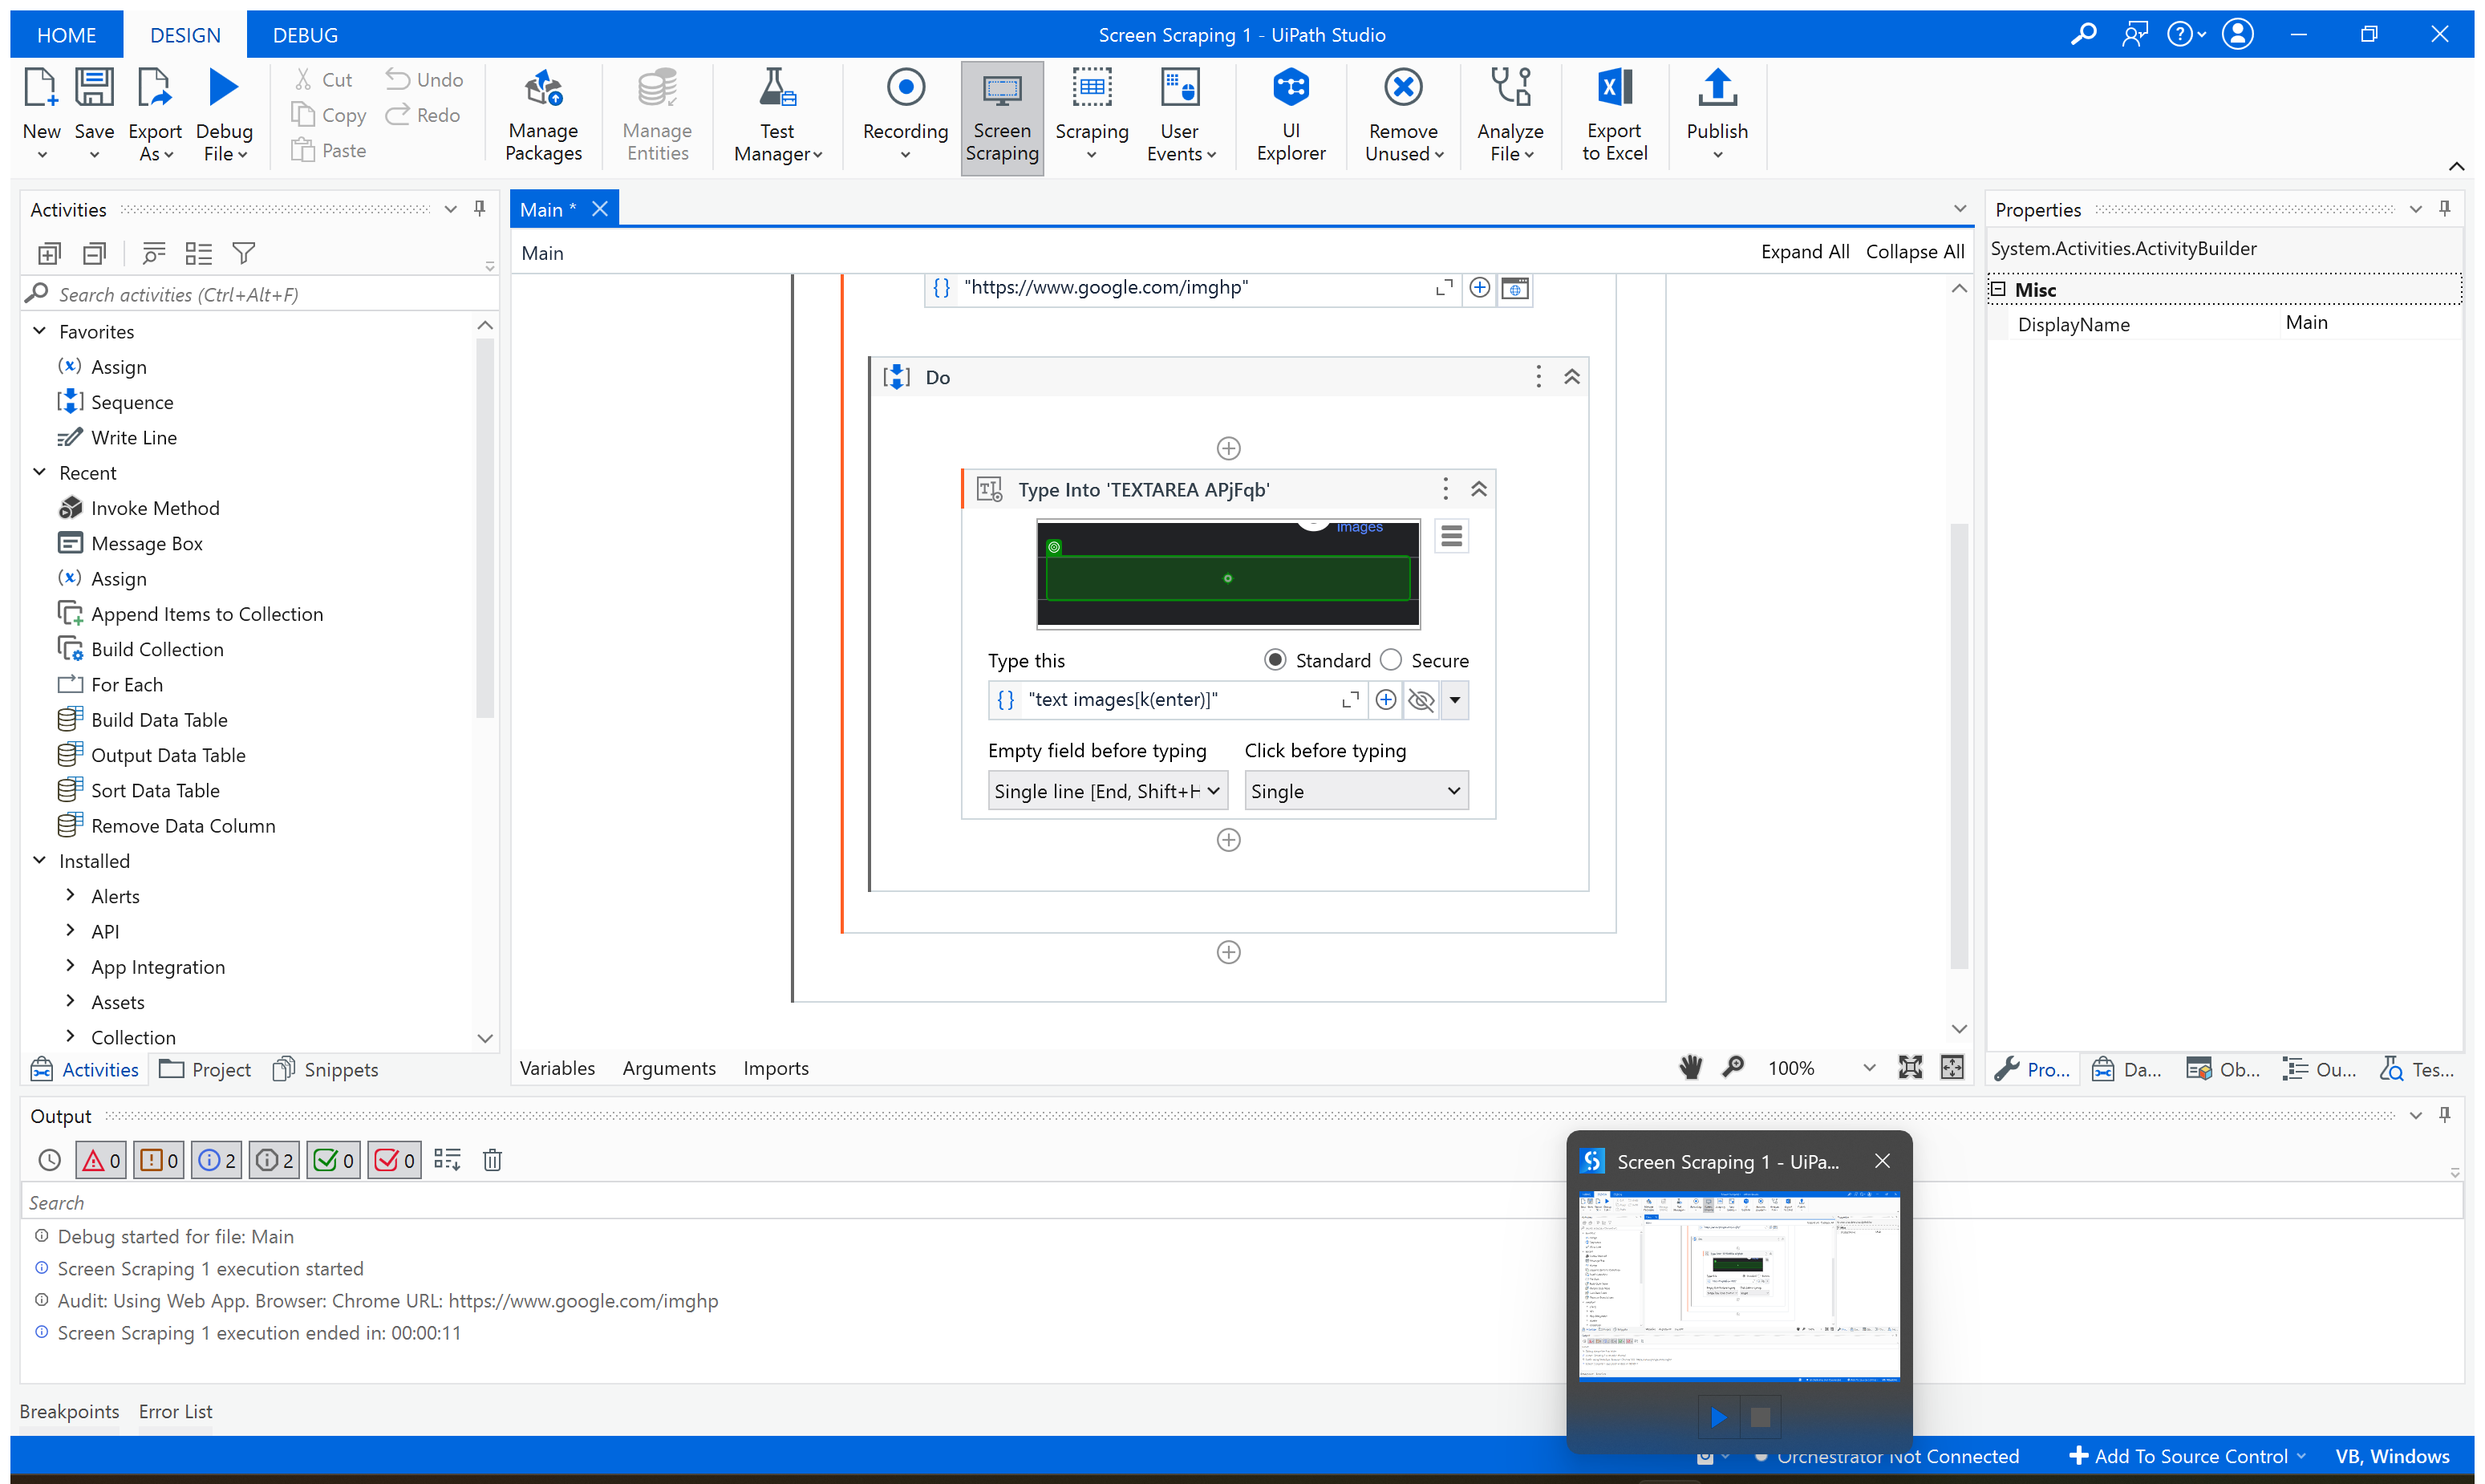 HOME DESIGN DEBUG Screen Scraping 1 - UiPath Studio
New Save Export As Debug File
Cut Copy Paste Undo Redo
Manage Packages
Manage Entities
Test Manager
Recording
Screen Scraping
Scraping
User Events
UI Explorer
Remove Unused
Analyze File
Export to Excel
Publish
Activities
Search activities (Ctrl+Alt+F)
Favorites
Assign
Sequence
Write Line
Recent
Invoke Method
Message Box
Assign
Append Items to Collection
Build Collection
For Each
Build Data Table
Output Data Table
Sort Data Table
Remove Data Column
Installed
Alerts
API
App Integration
Assets
Collection
Activities Project Snippets
Main *
Main Expand All Collapse All
"https://www.google.com/imghp"
Do
Type Into 'TEXTAREA APjFqb'
images
Type this Standard Secure
"text images[k(enter)]"
Empty field before typing Click before typing
Single line [End, Shift+H Single
Variables Arguments Imports 100%
Properties
System.Activities.ActivityBuilder
Misc
DisplayName Main
Pro... Da... Ob... Ou... Tes...
Output
0 0 2 2 0 0
Search
Debug started for file: Main
Screen Scraping 1 execution started
Audit: Using Web App. Browser: Chrome URL: https://www.google.com/imghp
Screen Scraping 1 execution ended in: 00:00:11
Screen Scraping 1 - UiPa...
Breakpoints Error List
Orchestrator Not Connected Add To Source Control VB, Windows